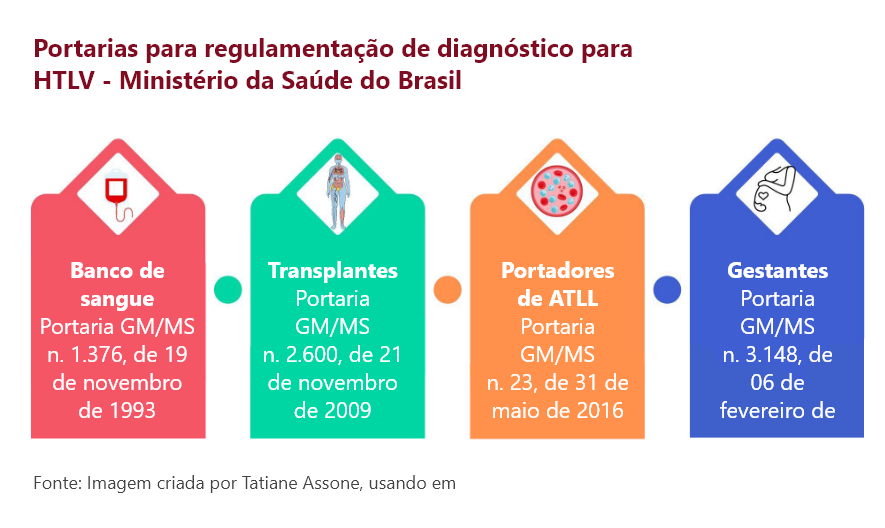 Portarias para regulamentação de diagnóstico para
HTLV - Ministério da Saúde do Brasil
Banco de
sangue
Portaria GM/MS
n. 1.376, de 19
de novembro
de 1993
Transplantes
Portaria
GM/MS
n. 2.600, de 21
de novembro
de 2009
Portadores
de ATLL
Portaria
GM/MS
n. 23, de 31 de
maio de 2016
Gestantes
Portaria
GM/MS
n. 3.148, de
06 de
fevereiro de
Fonte: Imagem criada por Tatiane Assone, usando em